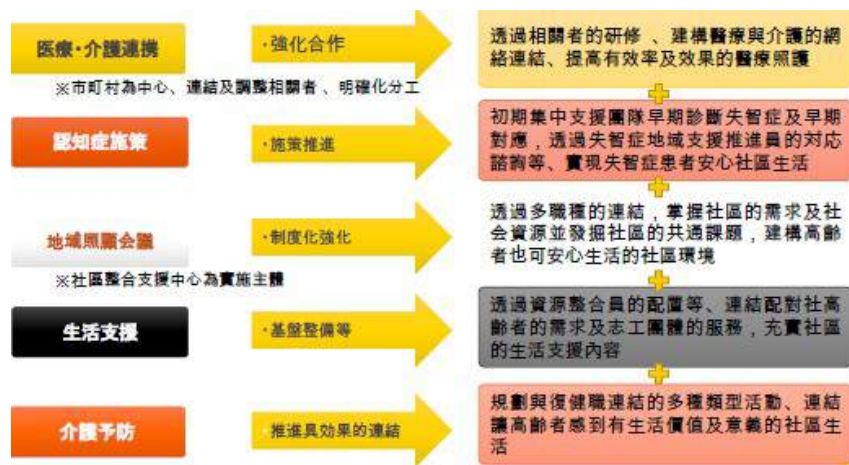 医療・介護連携
・強化合作
透過相關者的研修 、建構醫療與介護的網
絡連結、提高有效率及效果的醫療照護
※市町村為中心、連結及調整相關者 、明確化分工
認知症施策
・施策推進
初期集中支援團隊早期診斷失智症及早期
對應，透過失智症地域支援推進員的対応
諮詢等、實現失智症患者安心社區生活
地域照顧会議
・制度化強化
透過多職種的連結，掌握社區的需求及社
会資源並發掘社區的共通課題，建構高齡
者也可安心生活的社區環境
※社區整合支援中心為實施主體
生活支援
・基盤整備等
透過資源整合員的配置等、連結配對社高
齡者的需求及志工團體的服務，充實社區
的生活支援內容
介護予防
・推進具效果的連結
規劃與復健職連結的多種類型活動、連結
讓高齡者感到有生活價值及意義的社區生
活